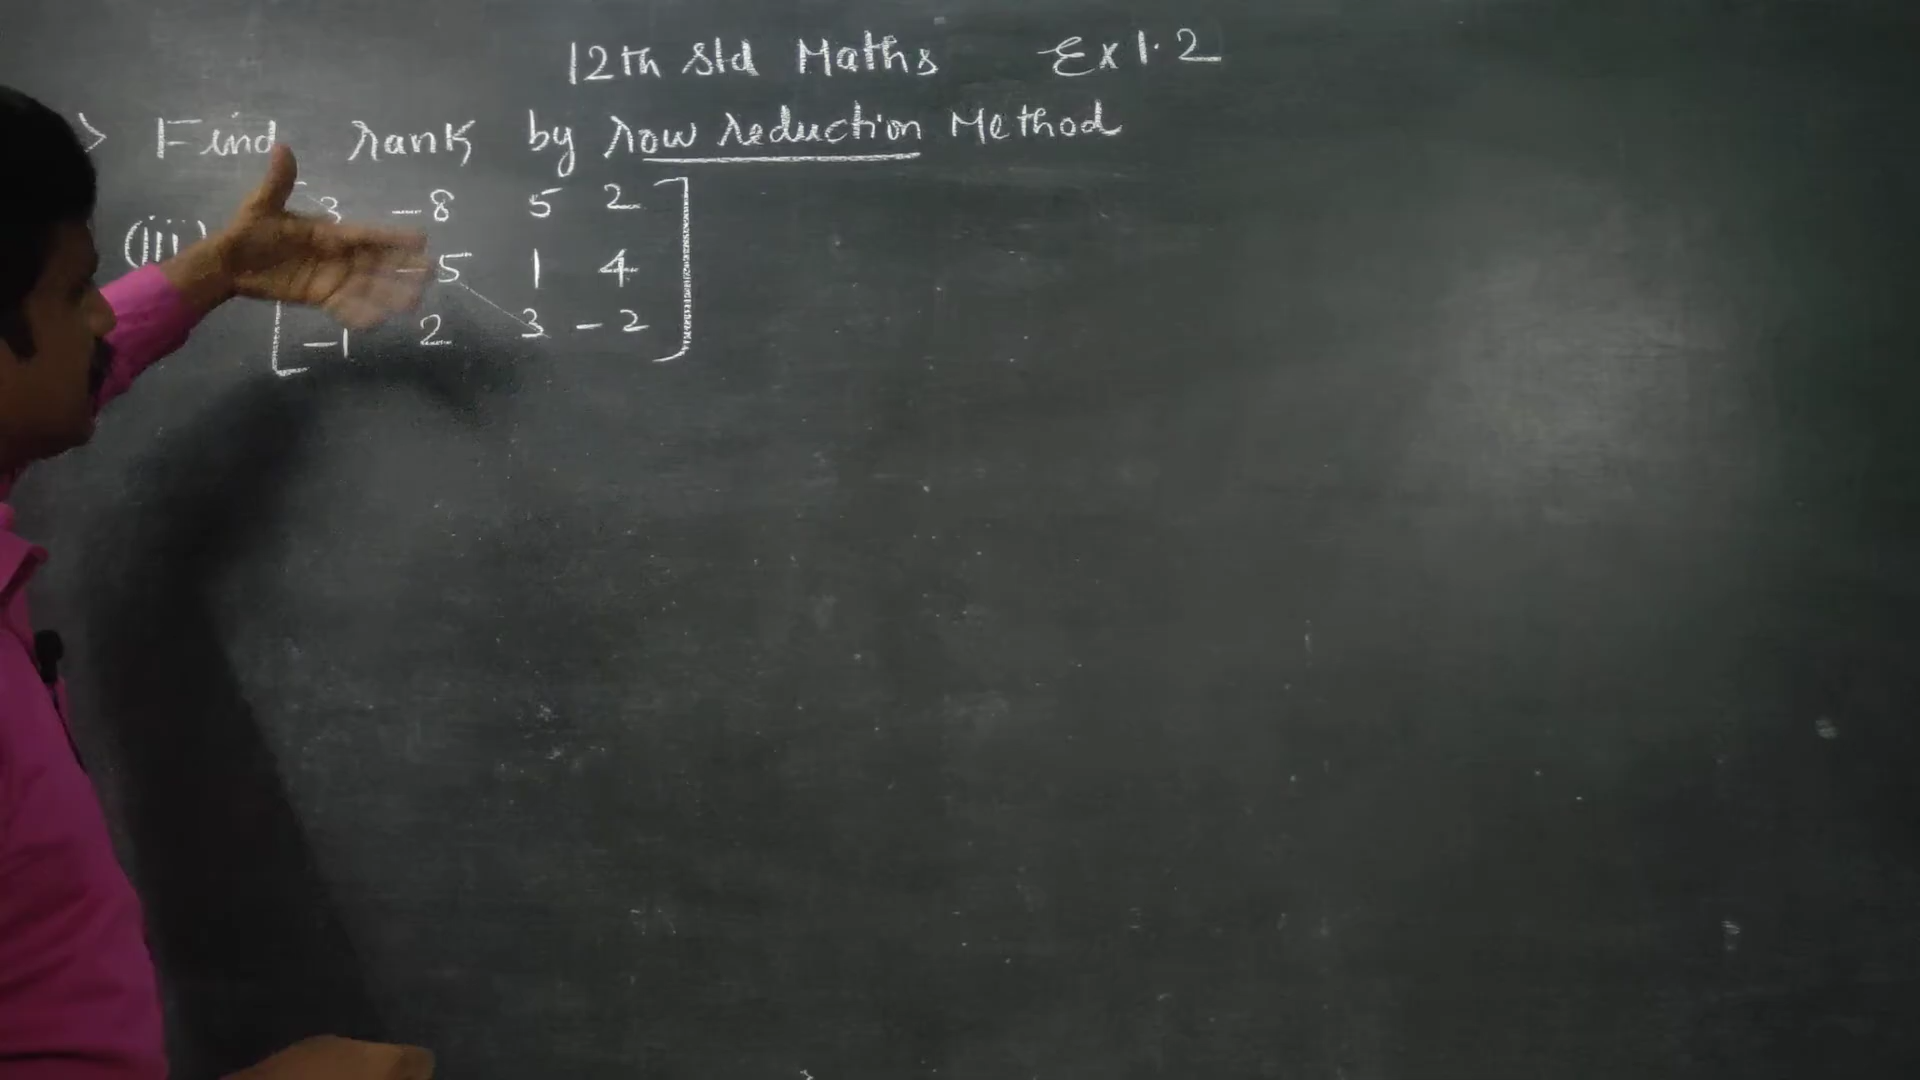 12th Std Maths Ex 1.2
> Find rank by row reduction Method
(iii) 3 -8 5 2
-5 1 4
-1 2 3 -2